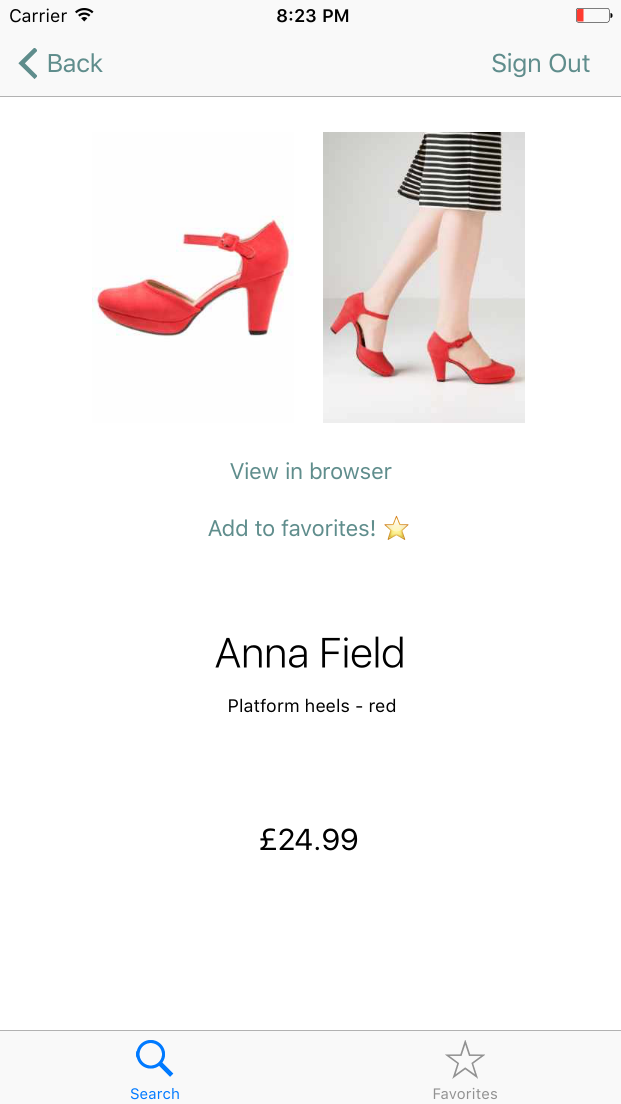 Carrier 8:23 PM
Back Sign Out
View in browser
Add to favorites! ⭐
Anna Field
Platform heels - red
£24.99
Search Favorites